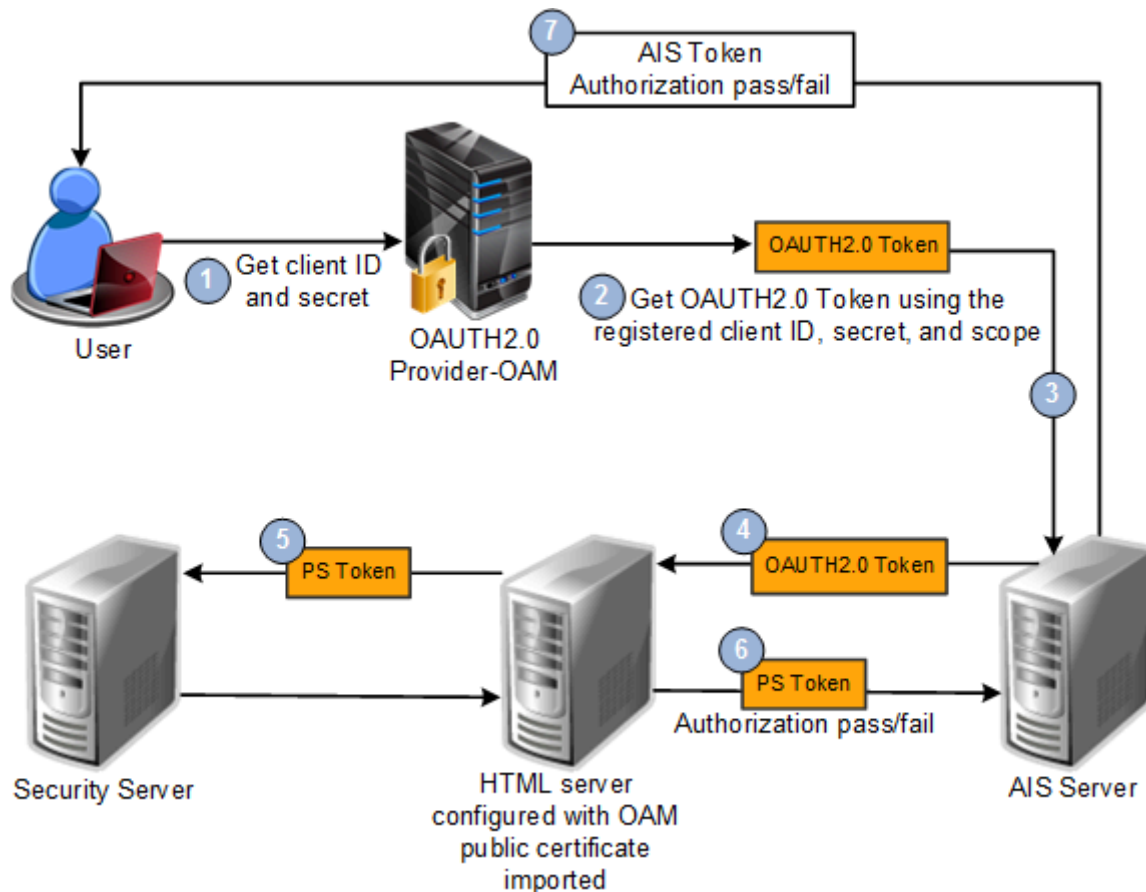 7
AIS Token
Authorization pass/fail
1
Get client ID
and secret
User
OAUTH2.0
Provider-OAM
OAUTH2.0 Token
2
Get OAUTH2.0 Token using the
registered client ID, secret, and scope
3
5
PS Token
4
OAUTH2.0 Token
6
PS Token
Authorization pass/fail
Security Server
HTML server
configured with OAM
public certificate
imported
AIS Server